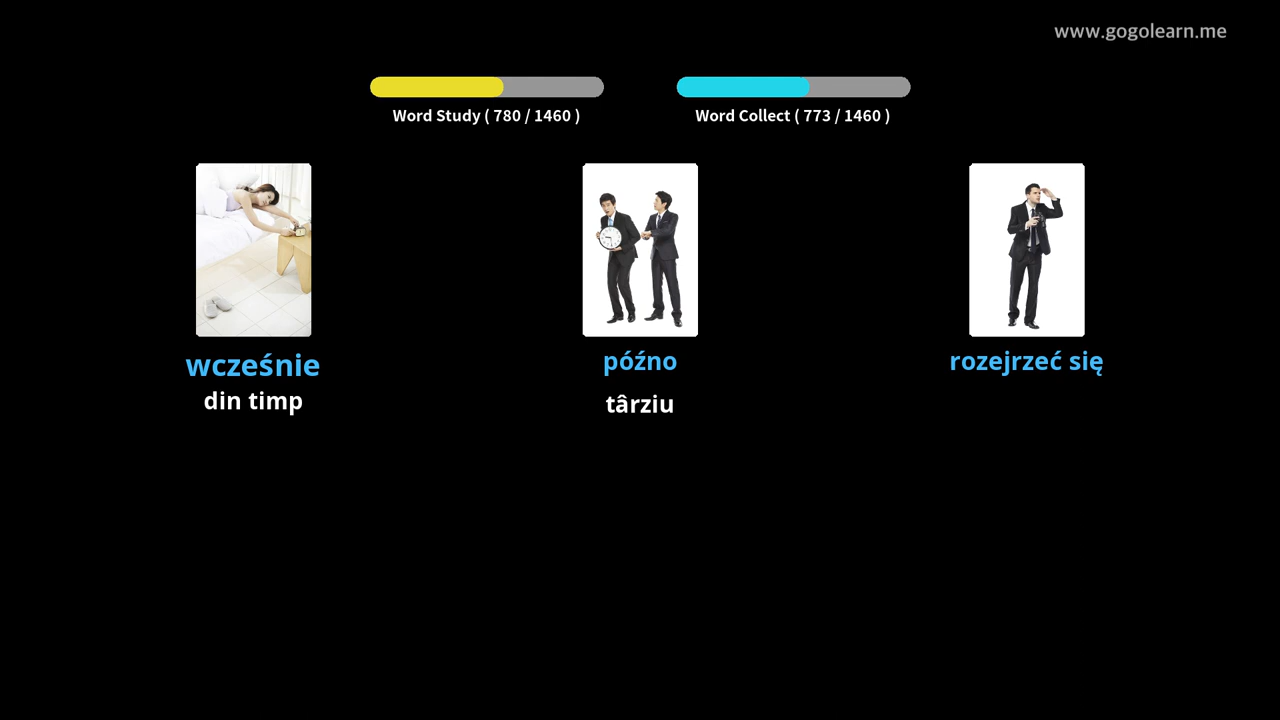 www.gogolearn.me
Word Study ( 780 / 1460 )
Word Collect ( 773 / 1460 )
wcześnie
din timp
późno
târziu
rozejrzeć się